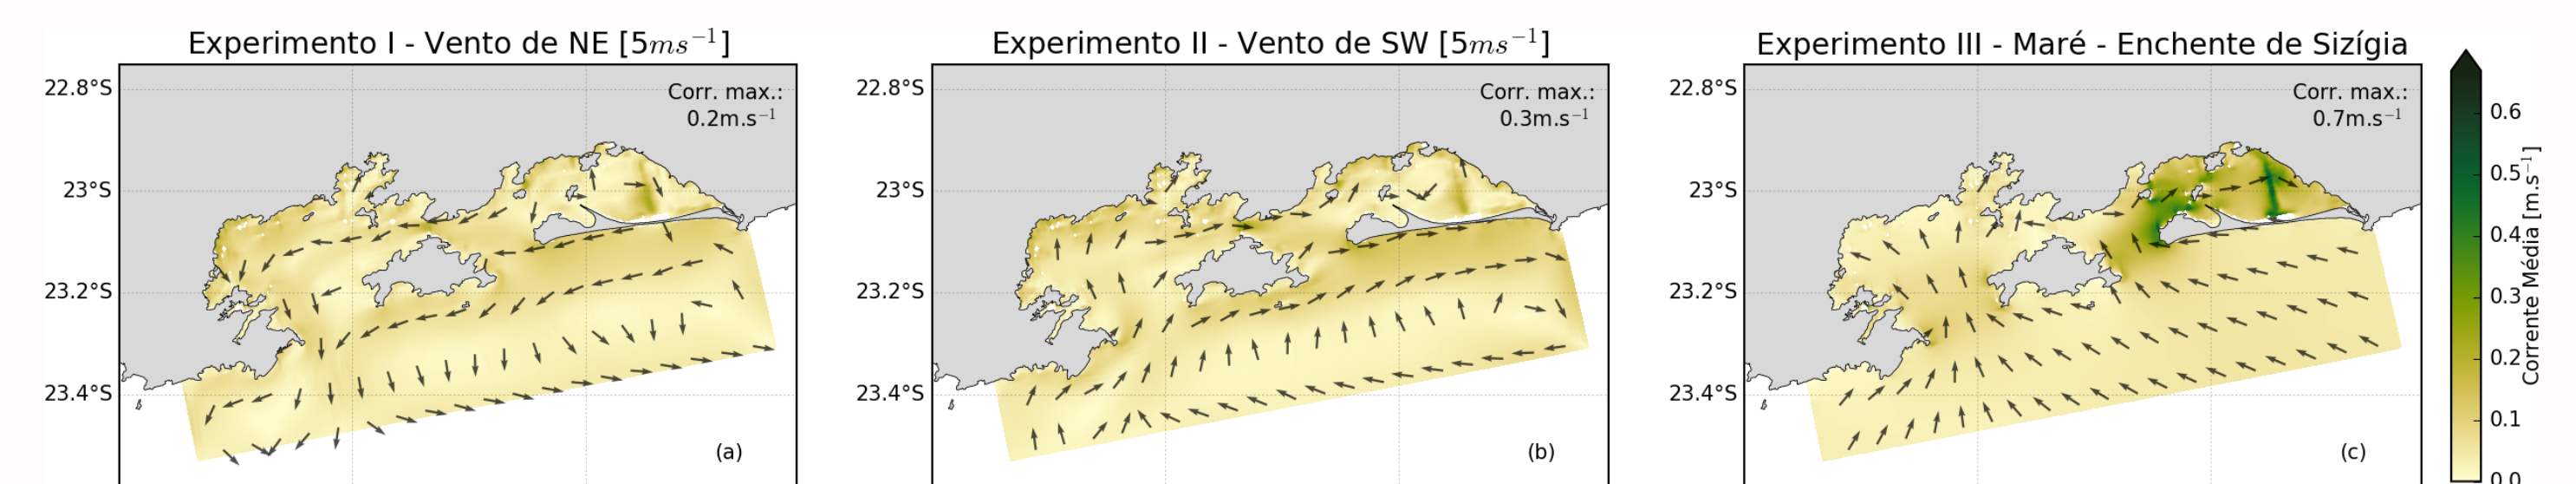 Experimento I - Vento de NE [5ms⁻¹]
Experimento II - Vento de SW [5ms⁻¹]
Experimento III - Maré - Enchente de Sizígia
22.8°S
23°S
23.2°S
23.4°S
Corr. max.:
0.2m.s⁻¹
(a)
22.8°S
23°S
23.2°S
23.4°S
Corr. max.:
0.3m.s⁻¹
(b)
22.8°S
23°S
23.2°S
23.4°S
Corr. max.:
0.7m.s⁻¹
(c)
0.6
0.5
0.4
0.3
0.2
0.1
0.0
Corrente Média [m.s⁻¹]